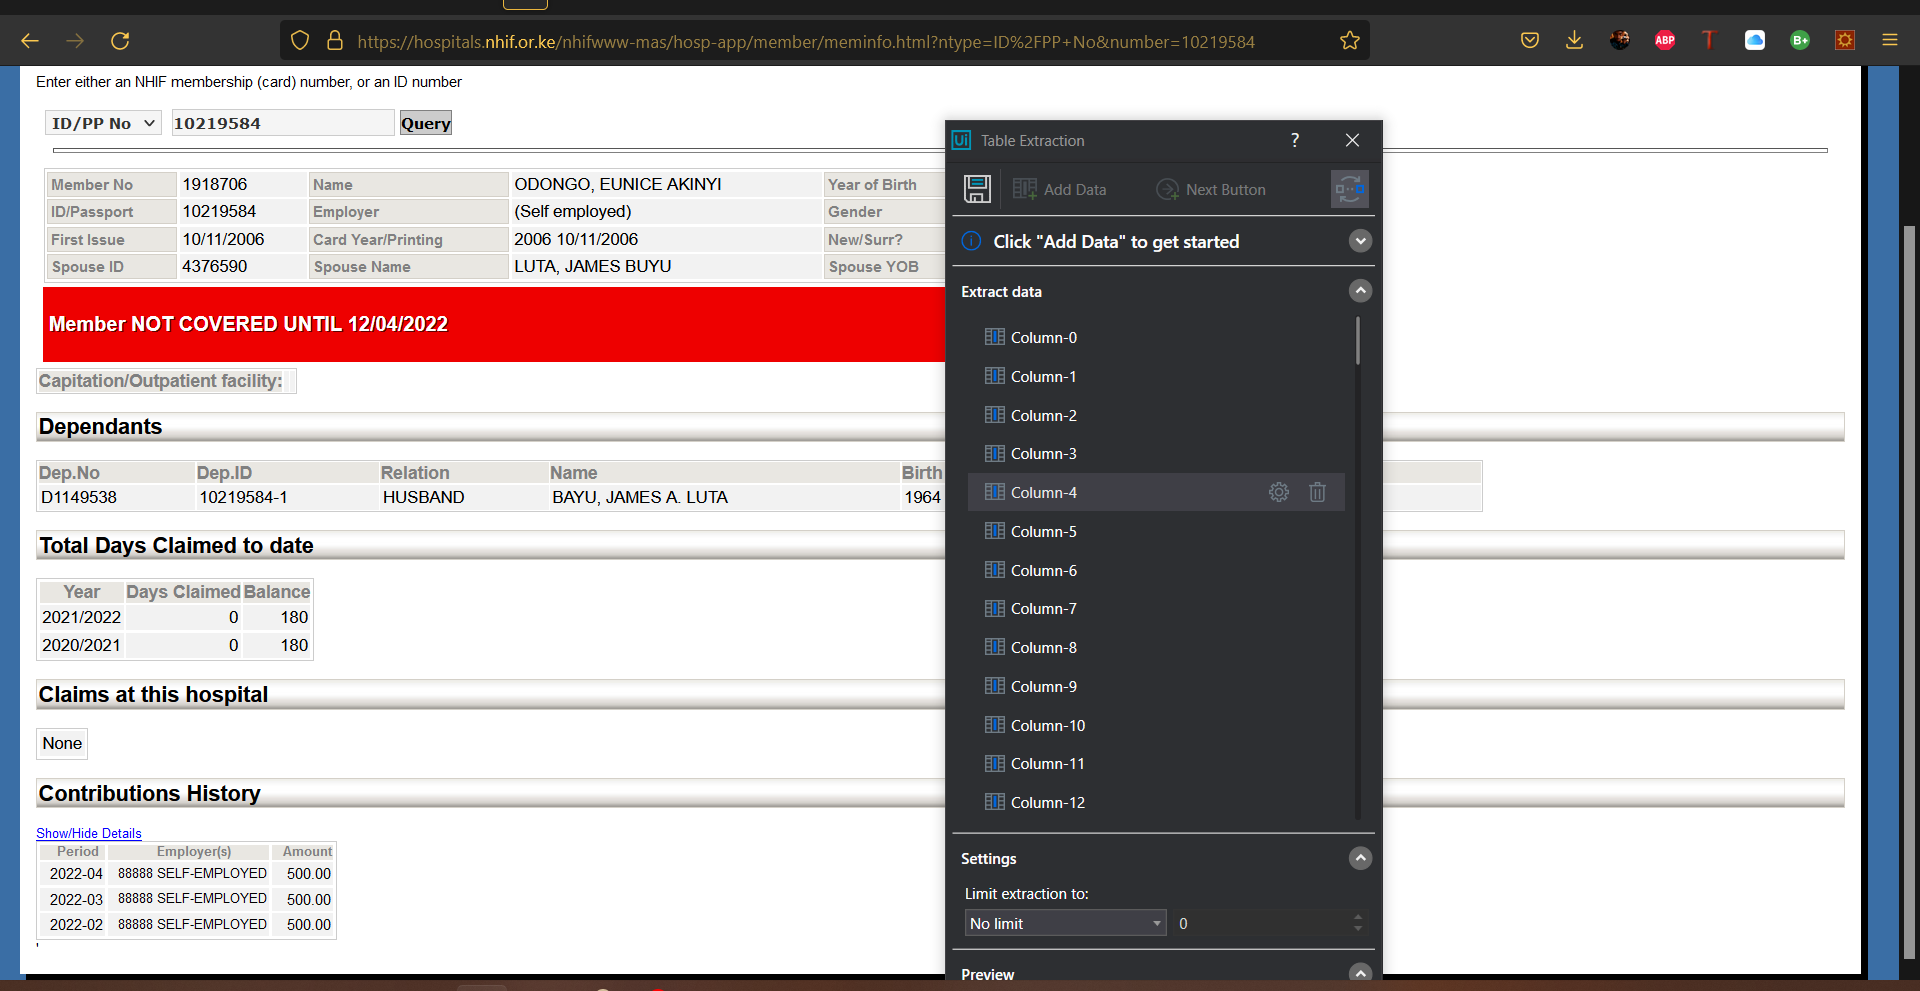 https://hospitals.nhif.or.ke/nhifwww-mas/hosp-app/member/meminfo.html?ntype=ID%2FPP+No&number=10219584
ABP
T
B+
Enter either an NHIF membership (card) number, or an ID number
ID/PP No 10219584 Query
Member No 1918706 Name ODONGO, EUNICE AKINYI Year of Birth
ID/Passport 10219584 Employer (Self employed) Gender
First Issue 10/11/2006 Card Year/Printing 2006 10/11/2006 New/Surr?
Spouse ID 4376590 Spouse Name LUTA, JAMES BUYU Spouse YOB
Member NOT COVERED UNTIL 12/04/2022
Capitation/Outpatient facility:
Dependants
Dep.No Dep.ID Relation Name Birth
D1149538 10219584-1 HUSBAND BAYU, JAMES A. LUTA 1964
Total Days Claimed to date
Year Days Claimed Balance
2021/2022 0 180
2020/2021 0 180
Claims at this hospital
None
Contributions History
Show/Hide Details
Period Employer(s) Amount
2022-04 88888 SELF-EMPLOYED 500.00
2022-03 88888 SELF-EMPLOYED 500.00
2022-02 88888 SELF-EMPLOYED 500.00
'
Ui Table Extraction ?
Add Data Next Button
Click "Add Data" to get started
Extract data
Column-0
Column-1
Column-2
Column-3
Column-4
Column-5
Column-6
Column-7
Column-8
Column-9
Column-10
Column-11
Column-12
Settings
Limit extraction to:
No limit 0
Preview